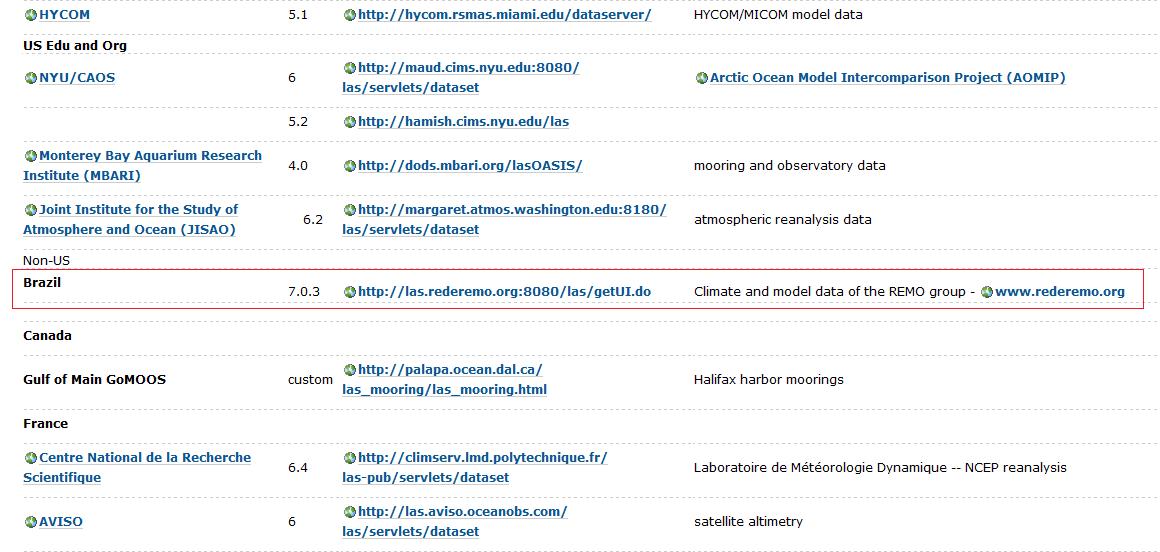 HYCOM 5.1 http://hycom.rsmas.miami.edu/dataserver/ HYCOM/MICOM model data
US Edu and Org
NYU/CAOS 6 http://maud.cims.nyu.edu:8080/
las/servlets/dataset Arctic Ocean Model Intercomparison Project (AOMIP)
5.2 http://hamish.cims.nyu.edu/las
Monterey Bay Aquarium Research
Institute (MBARI) 4.0 http://dods.mbari.org/lasOASIS/ mooring and observatory data
Joint Institute for the Study of
Atmosphere and Ocean (JISAO) 6.2 http://margaret.atmos.washington.edu:8180/
las/servlets/dataset atmospheric reanalysis data
Non-US
Brazil
7.0.3 http://las.rederemo.org:8080/las/getUI.do Climate and model data of the REMO group - www.rederemo.org
Canada
Gulf of Main GoMOOS custom http://palapa.ocean.dal.ca/
las_mooring/las_mooring.html Halifax harbor moorings
France
Centre National de la Recherche
Scientifique 6.4 http://climserv.lmd.polytechnique.fr/
las-pub/servlets/dataset Laboratoire de Météorologie Dynamique -- NCEP reanalysis
AVISO 6 http://las.aviso.oceanobs.com/
las/servlets/dataset satellite altimetry